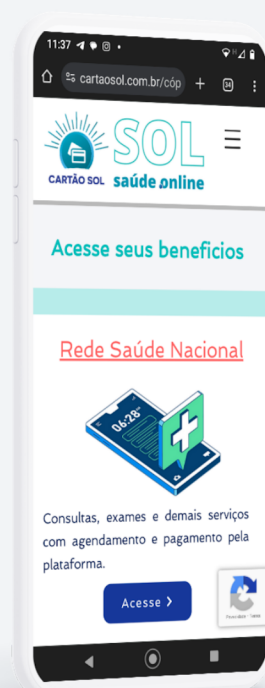 11:37
cartaosol.com.br/cóp
CARTÃO SOL
SOL
saúde online
Acesse seus beneficios
Rede Saúde Nacional
06:28
Consultas, exames e demais serviços
com agendamento e pagamento pela
plataforma.
Acesse >